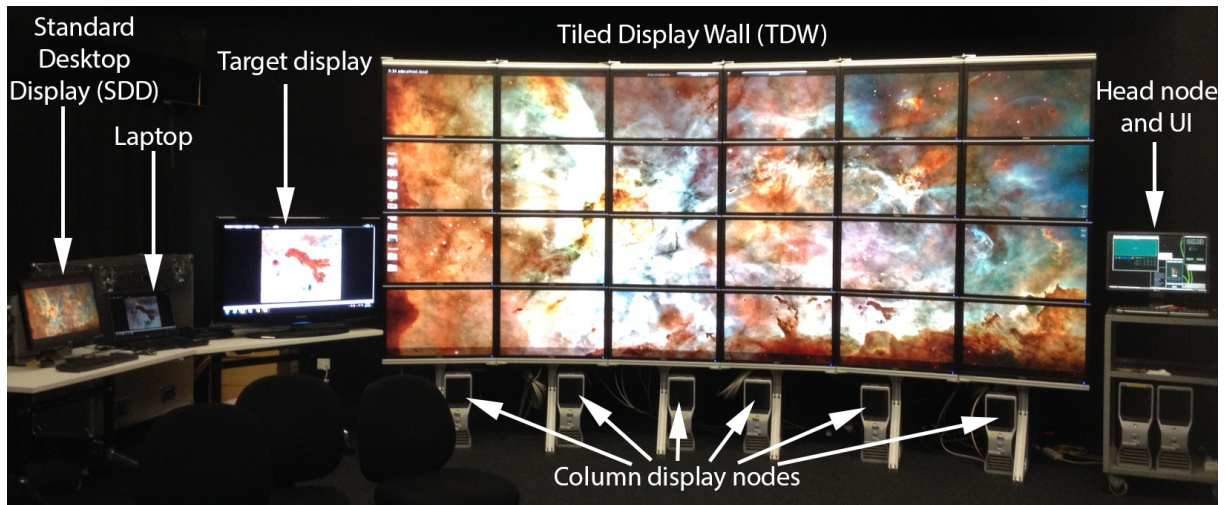 Standard
Desktop
Display (SDD)
Laptop
Target display
Tiled Display Wall (TDW)
Head node
and UI
Column display nodes